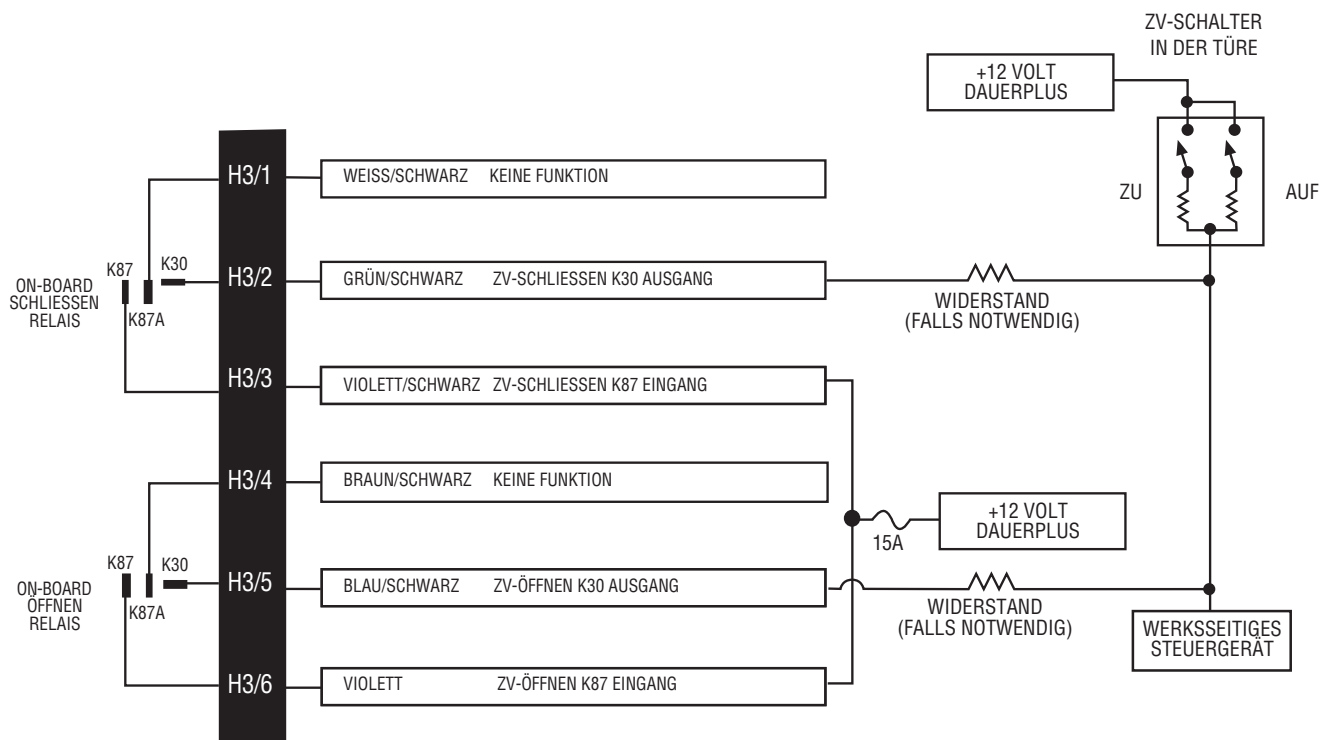 ZV-SCHALTER
IN DER TÜRE
+12 VOLT
DAUERPLUS
ZU
AUF
H3/1
WEISS/SCHWARZ KEINE FUNKTION
K87
K30
K87A
ON-BOARD
SCHLIESSEN
RELAIS
H3/2
GRÜN/SCHWARZ ZV-SCHLIESSEN K30 AUSGANG
WIDERSTAND
(FALLS NOTWENDIG)
H3/3
VIOLETT/SCHWARZ ZV-SCHLIESSEN K87 EINGANG
H3/4
BRAUN/SCHWARZ KEINE FUNKTION
15A
+12 VOLT
DAUERPLUS
K87
K30
K87A
ON-BOARD
ÖFFNEN
RELAIS
H3/5
BLAU/SCHWARZ ZV-ÖFFNEN K30 AUSGANG
WIDERSTAND
(FALLS NOTWENDIG)
WERKSSEITIGES
STEUERGERÄT
H3/6
VIOLETT ZV-ÖFFNEN K87 EINGANG